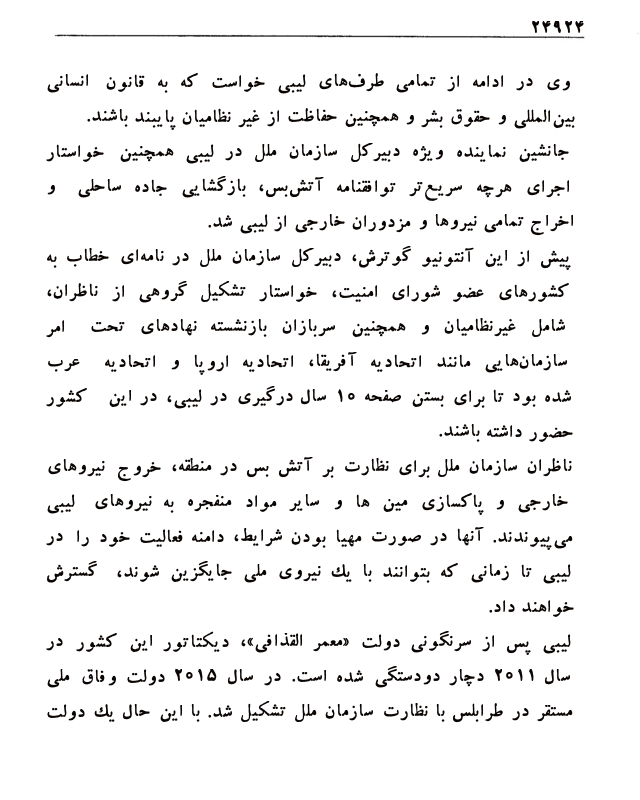 ۲۴۹۲۴
وی در ادامه از تمامی طرف‌های لیبی خواست که به قانون انسانی
بین‌المللی و حقوق بشر و همچنین حفاظت از غیر نظامیان پایبند باشند.
جانشین نماینده ویژه دبیرکل سازمان ملل در لیبی همچنین خواستار
اجرای هرچه سریع‌تر توافقنامه آتش‌بس، بازگشایی جاده ساحلی و
اخراج تمامی نیروها و مزدوران خارجی از لیبی شد.
پیش از این آنتونیو گوترش، دبیرکل سازمان ملل در نامه‌ای خطاب به
کشورهای عضو شورای امنیت، خواستار تشکیل گروهی از ناظران،
شامل غیرنظامیان و همچنین سربازان بازنشسته نهادهای تحت امر
سازمان‌هایی مانند اتحادیه آفریقا، اتحادیه اروپا و اتحادیه عرب
شده بود تا برای بستن صفحه ۱۰ سال درگیری در لیبی، در این کشور
حضور داشته باشند.
ناظران سازمان ملل برای نظارت بر آتش بس در منطقه، خروج نیروهای
خارجی و پاکسازی مین ها و سایر مواد منفجره به نیروهای لیبی
می‌پیوندند. آنها در صورت مهیا بودن شرایط، دامنه فعالیت خود را در
لیبی تا زمانی که بتوانند با یك نیروی ملی جایگزین شوند، گسترش
خواهند داد.
لیبی پس از سرنگونی دولت «معمر القذافی»، دیکتاتور این کشور در
سال ۲۰۱۱ دچار دودستگی شده است. در سال ۲۰۱۵ دولت وفاق ملی
مستقر در طرابلس با نظارت سازمان ملل تشکیل شد. با این حال یك دولت